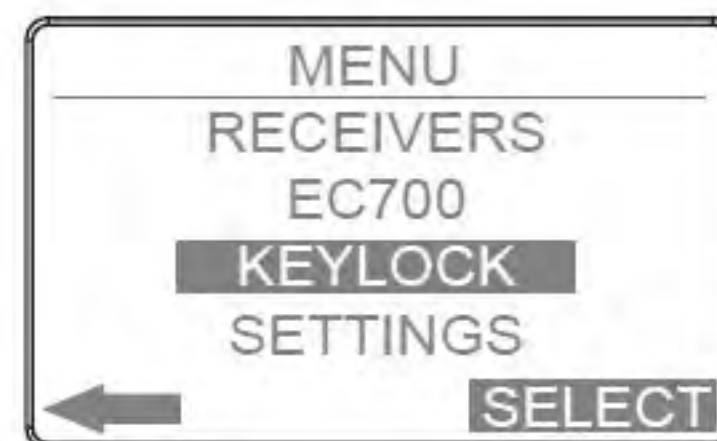 MENU
RECEIVERS
EC700
KEYLOCK
SETTINGS
SELECT